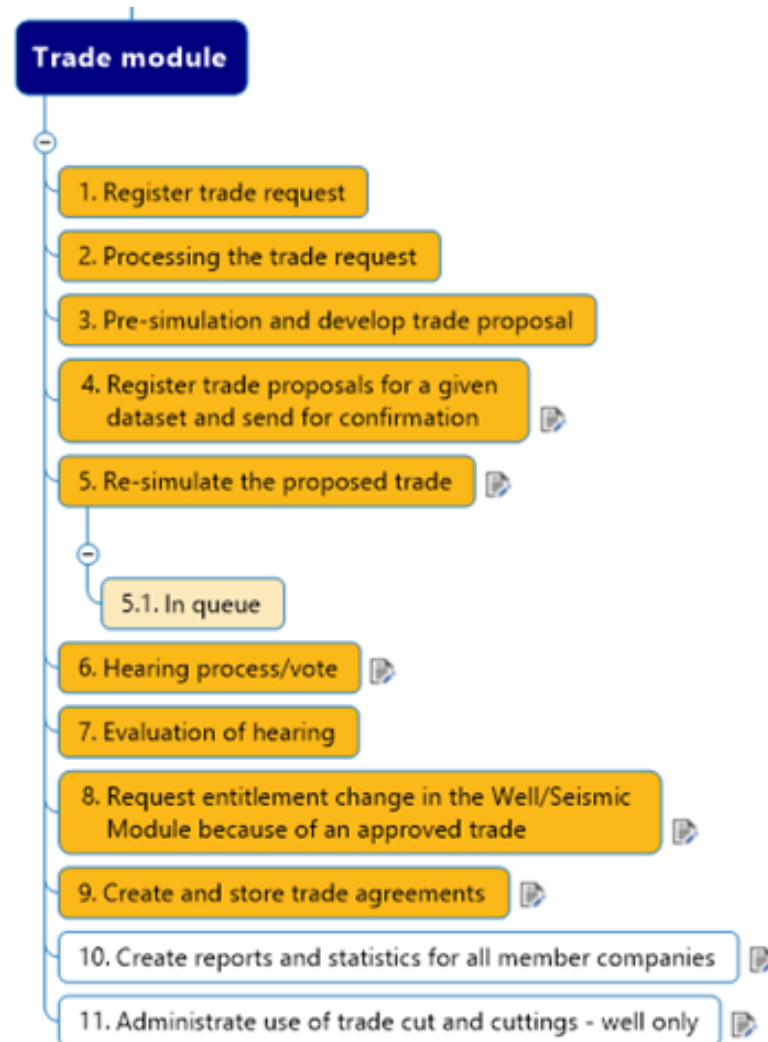 Trade module
1. Register trade request
2. Processing the trade request
3. Pre-simulation and develop trade proposal
4. Register trade proposals for a given
dataset and send for confirmation
5. Re-simulate the proposed trade
5.1. In queue
6. Hearing process/vote
7. Evaluation of hearing
8. Request entitlement change in the Well/Seismic
Module because of an approved trade
9. Create and store trade agreements
10. Create reports and statistics for all member companies
11. Administrate use of trade cut and cuttings - well only